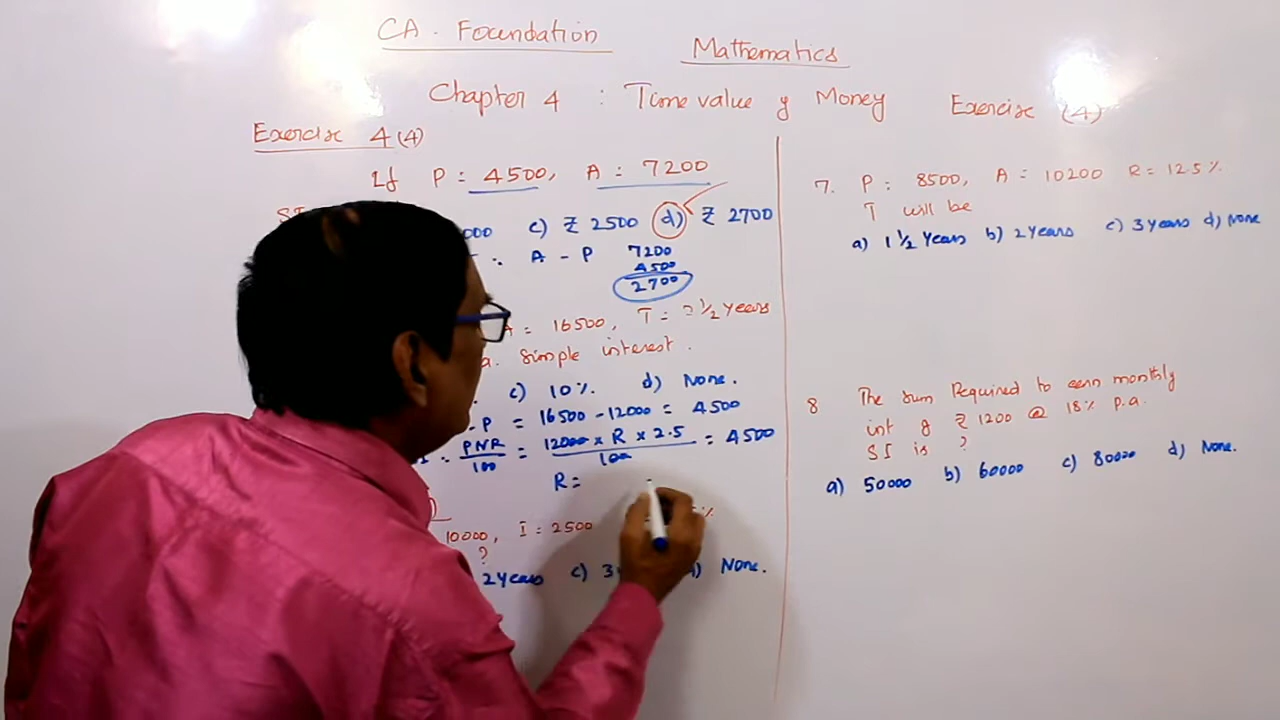 CA. Foundation Mathematics
Chapter 4 : Time value of Money Exercise (4)
Exercise 4(4)
If P = 4500, A = 7200
SI
000 c) ₹ 2500 d) ₹ 2700
: A - P 7200
4500
2700
A = 16500, T = 2 1/2 years
a. Simple interest.
c) 10%. d) None.
- P = 16500 - 12000 = 4500
PNR/100 = 12000 x R x 2.5/100 = 4500
R =
10000, I = 2500 %
?
2 years c) 3 d) None.
7. P = 8500, A = 10200 R = 12.5%.
T will be
a) 1 1/2 Years b) 2 years c) 3 years d) None
8 The sum Required to earn monthly
int of ₹ 1200 @ 18% p.a.
SI is ?
a) 50000 b) 60000 c) 80000 d) None.